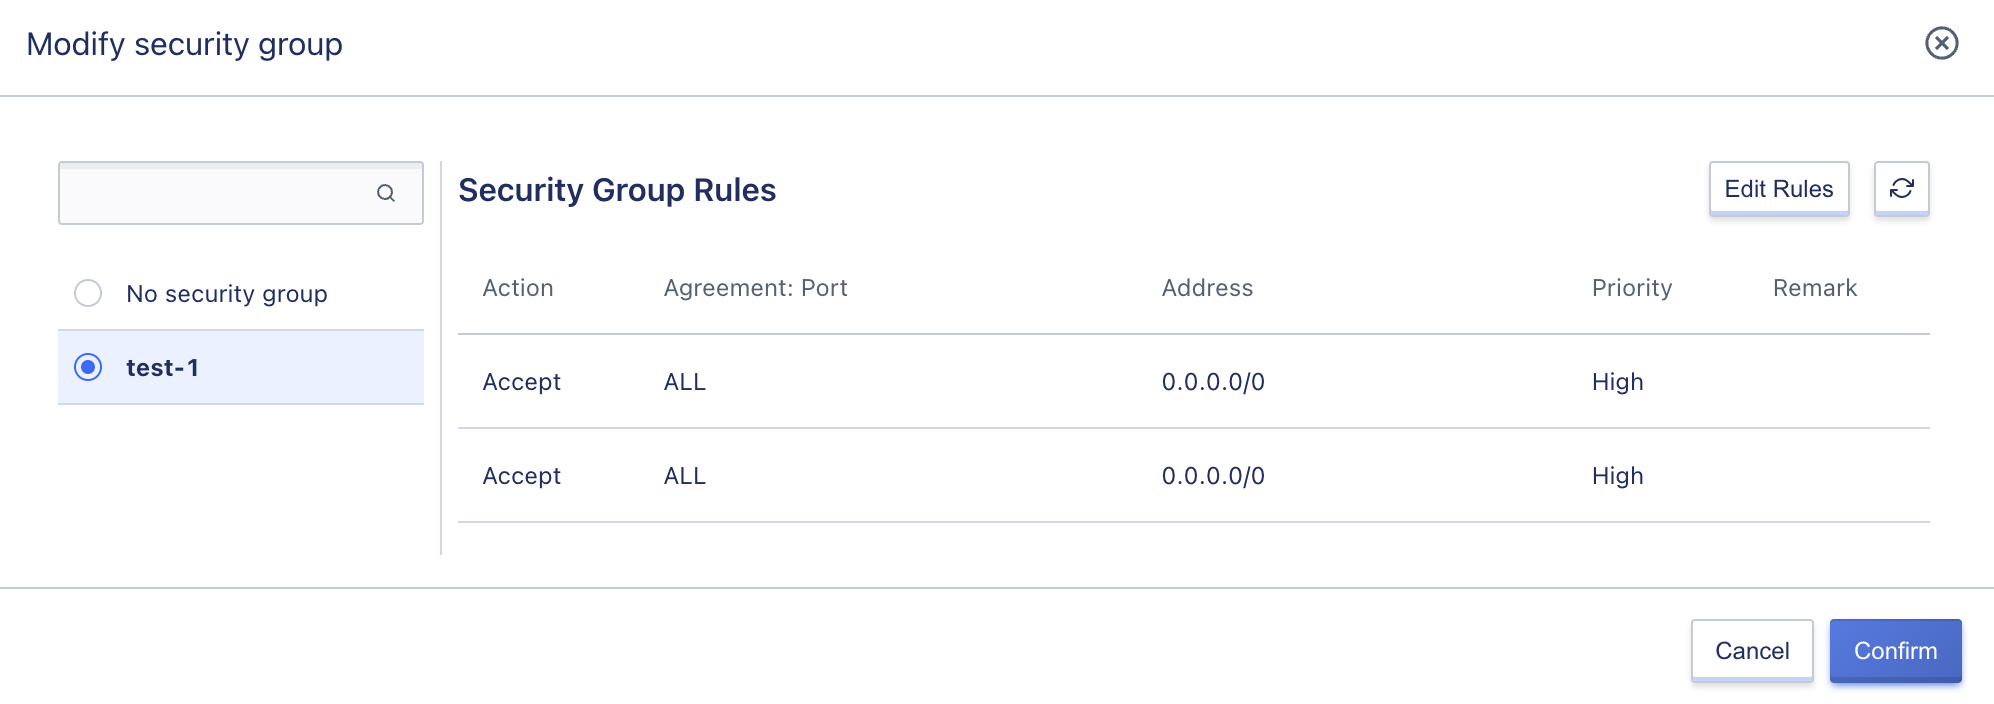 Modify security group
Security Group Rules
Edit Rules
No security group
test-1
Action Agreement: Port Address Priority Remark
Accept ALL 0.0.0.0/0 High
Accept ALL 0.0.0.0/0 High
Cancel Confirm